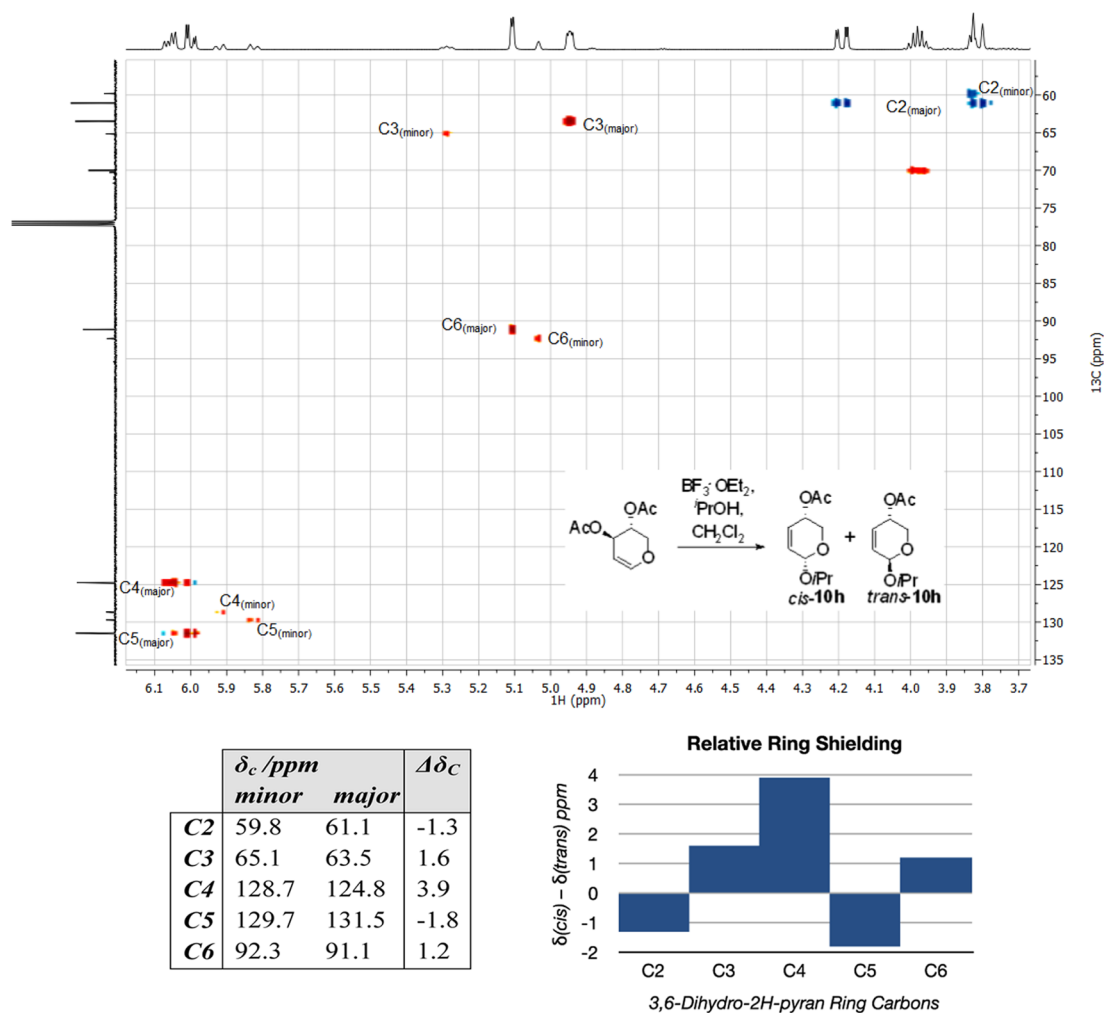 C2(minor)
C2(major)
C3(minor)
C3(major)
C6(major)
C6(minor)
C4(major)
C4(minor)
C5(major)
C5(minor)
60
65
70
75
80
85
90
95
100
105
110
115
120
125
130
135
13C (ppm)
6.1 6.0 5.9 5.8 5.7 5.6 5.5 5.4 5.3 5.2 5.1 5.0 4.9 4.8 4.7 4.6 4.5 4.4 4.3 4.2 4.1 4.0 3.9 3.8 3.7
1H (ppm)
AcO
OAc
O
BF3·OEt2,
iPrOH,
CH2Cl2
OAc
O
OiPr
cis-10h
+
OAc
O
OiPr
trans-10h
δc /ppm ΔδC
minor major
C2 59.8 61.1 -1.3
C3 65.1 63.5 1.6
C4 128.7 124.8 3.9
C5 129.7 131.5 -1.8
C6 92.3 91.1 1.2
Relative Ring Shielding
δ(cis) – δ(trans) ppm
4
3
2
1
0
-1
-2
C2 C3 C4 C5 C6
3,6-Dihydro-2H-pyran Ring Carbons